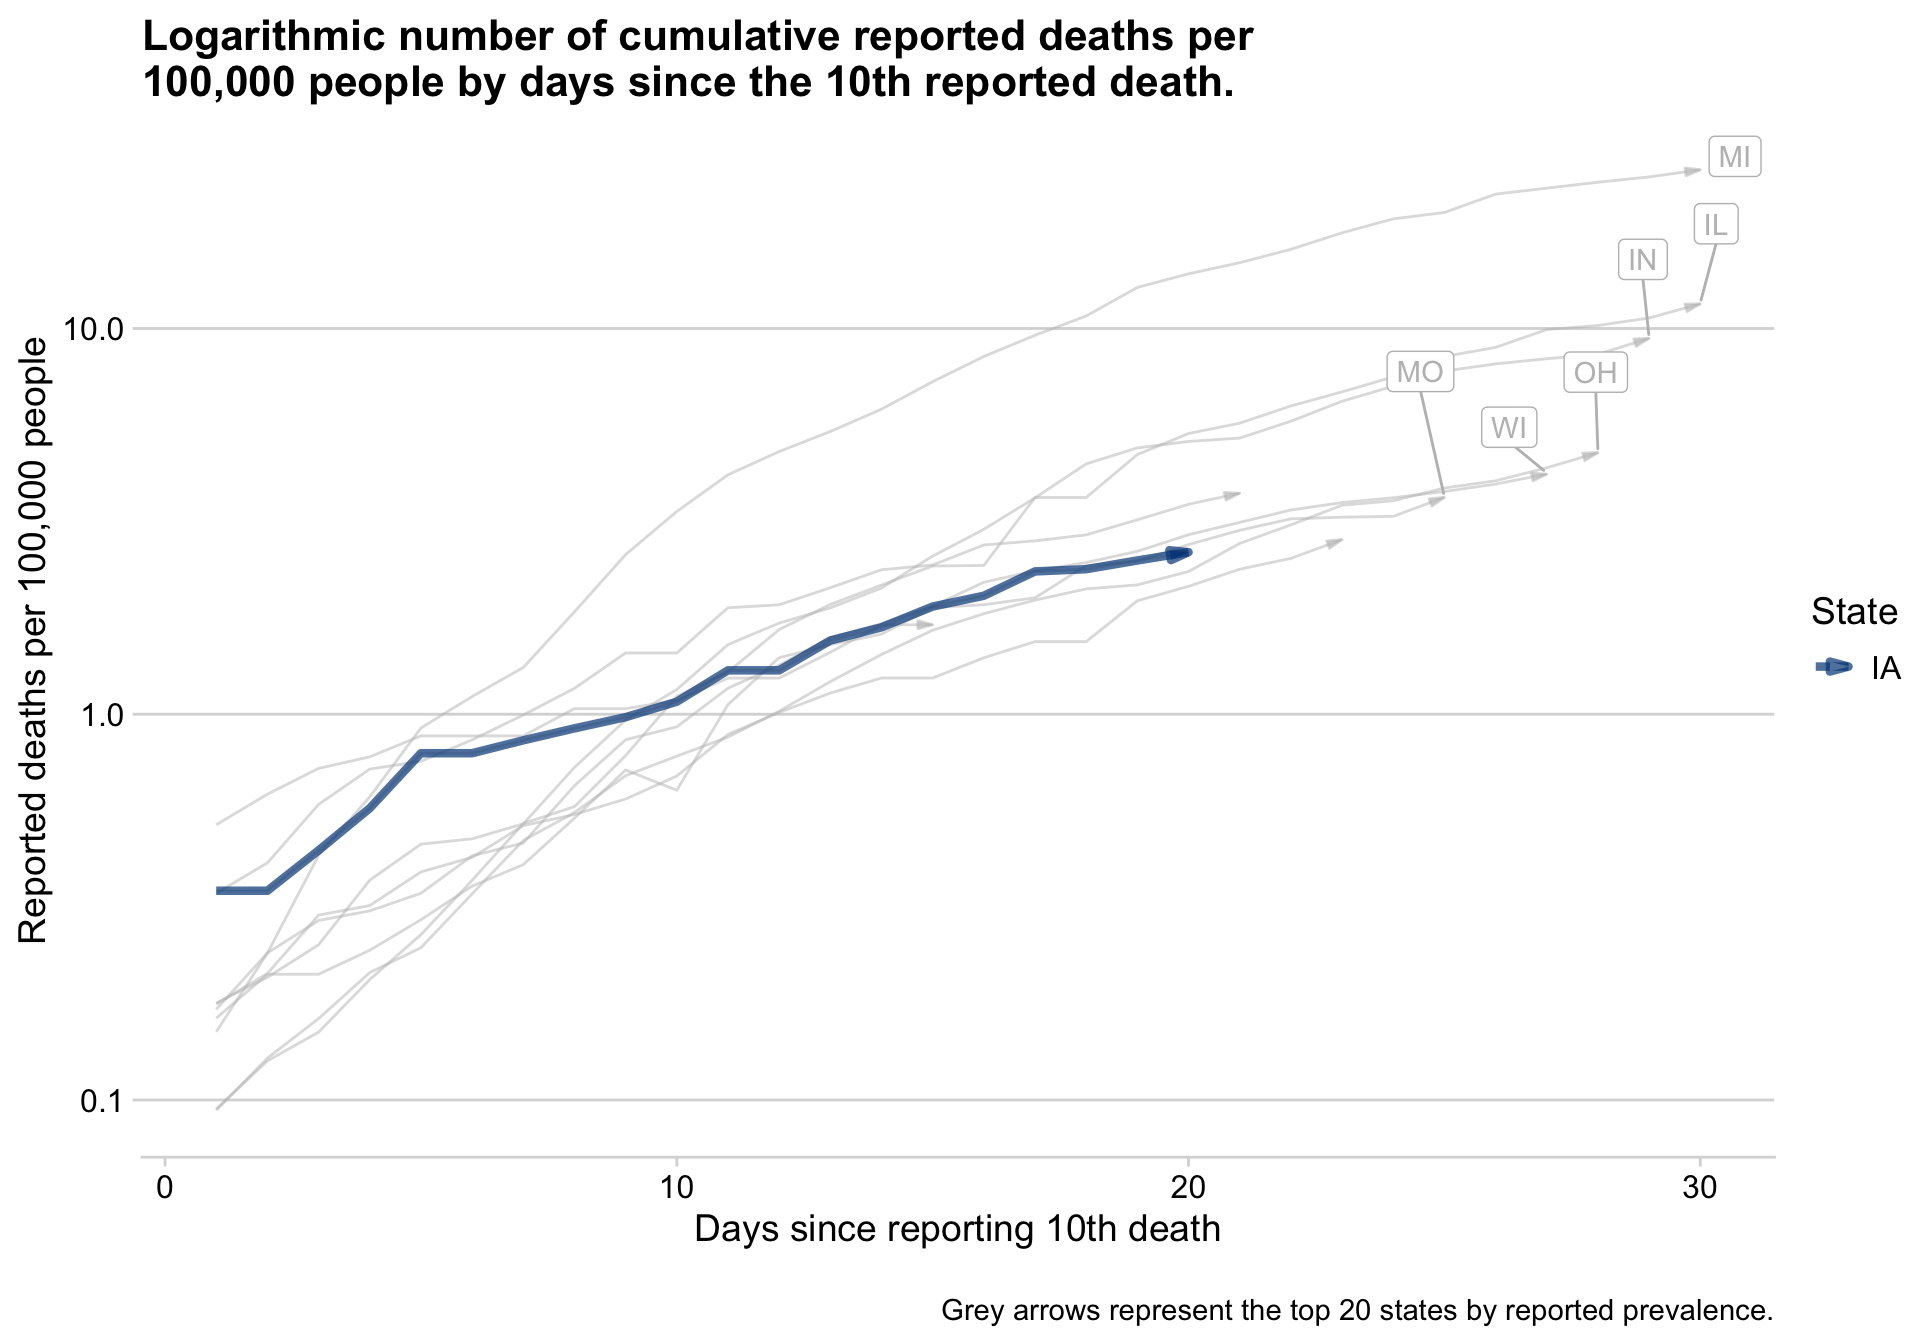 Logarithmic number of cumulative reported deaths per
100,000 people by days since the 10th reported death.
Reported deaths per 100,000 people
10.0
1.0
0.1
MI
IL
IN
MO
OH
WI
State
IA
0
10
20
30
Days since reporting 10th death
Grey arrows represent the top 20 states by reported prevalence.